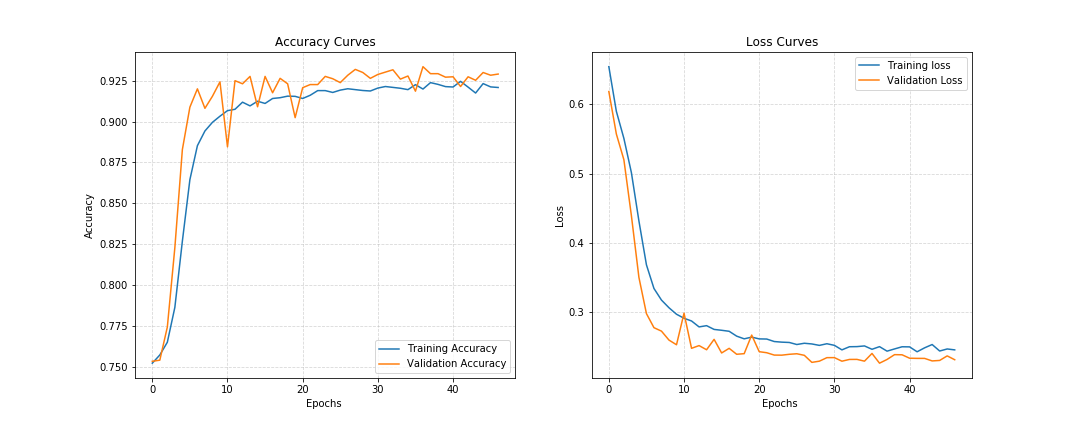 Accuracy Curves
Accuracy
0.925
0.900
0.875
0.850
0.825
0.800
0.775
0.750
Training Accuracy
Validation Accuracy
0
10
20
30
40
Epochs
Loss Curves
Loss
Training loss
Validation Loss
0.6
0.5
0.4
0.3
0
10
20
30
40
Epochs